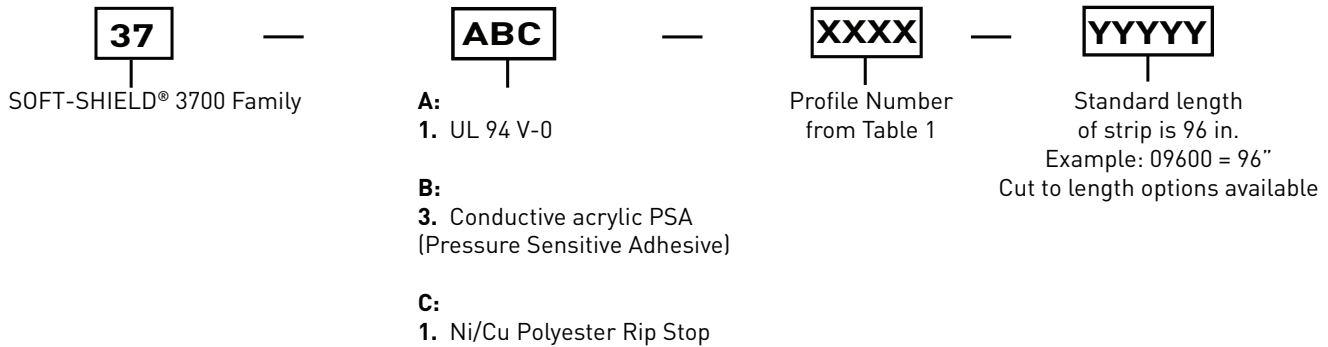 37 — ABC — XXXX — YYYYY
SOFT-SHIELD® 3700 Family
A:
1. UL 94 V-0
B:
3. Conductive acrylic PSA
(Pressure Sensitive Adhesive)
C:
1. Ni/Cu Polyester Rip Stop
Profile Number
from Table 1
Standard length
of strip is 96 in.
Example: 09600 = 96”
Cut to length options available